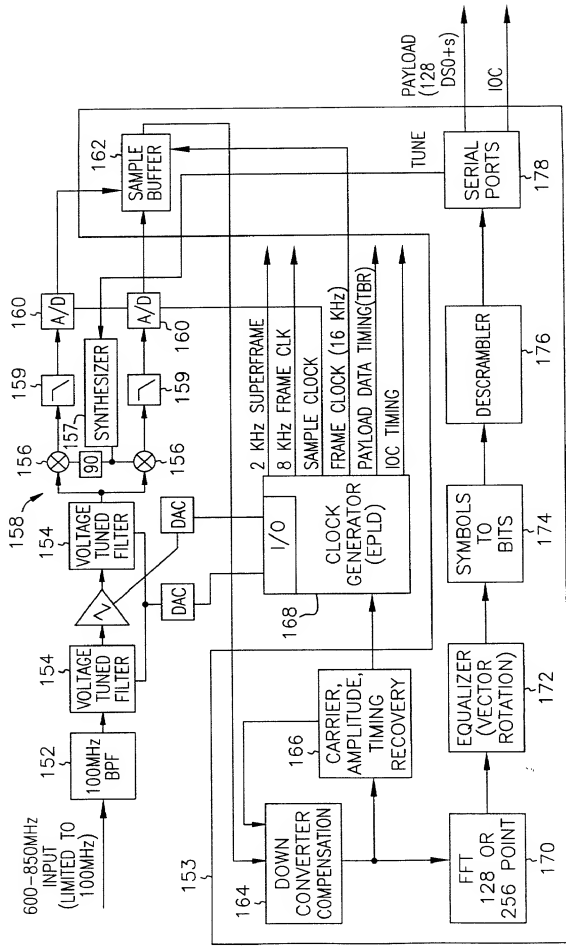 600-850MHz
INPUT
(LIMITED TO
100MHz)
152
100MHz
BPF
154
VOLTAGE
TUNED
FILTER
154
VOLTAGE
TUNED
FILTER
158
156
90
156
157
SYNTHESIZER
159
159
160
A/D
A/D
160
162
SAMPLE
BUFFER
DAC
DAC
153
164
DOWN
CONVERTER
COMPENSATION
166
CARRIER,
AMPLITUDE,
TIMING
RECOVERY
168
I/O
CLOCK
GENERATOR
(EPLD)
2 KHz SUPERFRAME
8 KHz FRAME CLK
SAMPLE CLOCK
FRAME CLOCK (16 KHz)
PAYLOAD DATA TIMING(TBR)
IOC TIMING
TUNE
FFT
128 OR
256 POINT
170
EQUALIZER
(VECTOR
ROTATION)
172
SYMBOLS
TO
BITS
174
DESCRAMBLER
176
SERIAL
PORTS
178
PAYLOAD
(128
DS0+s)
IOC